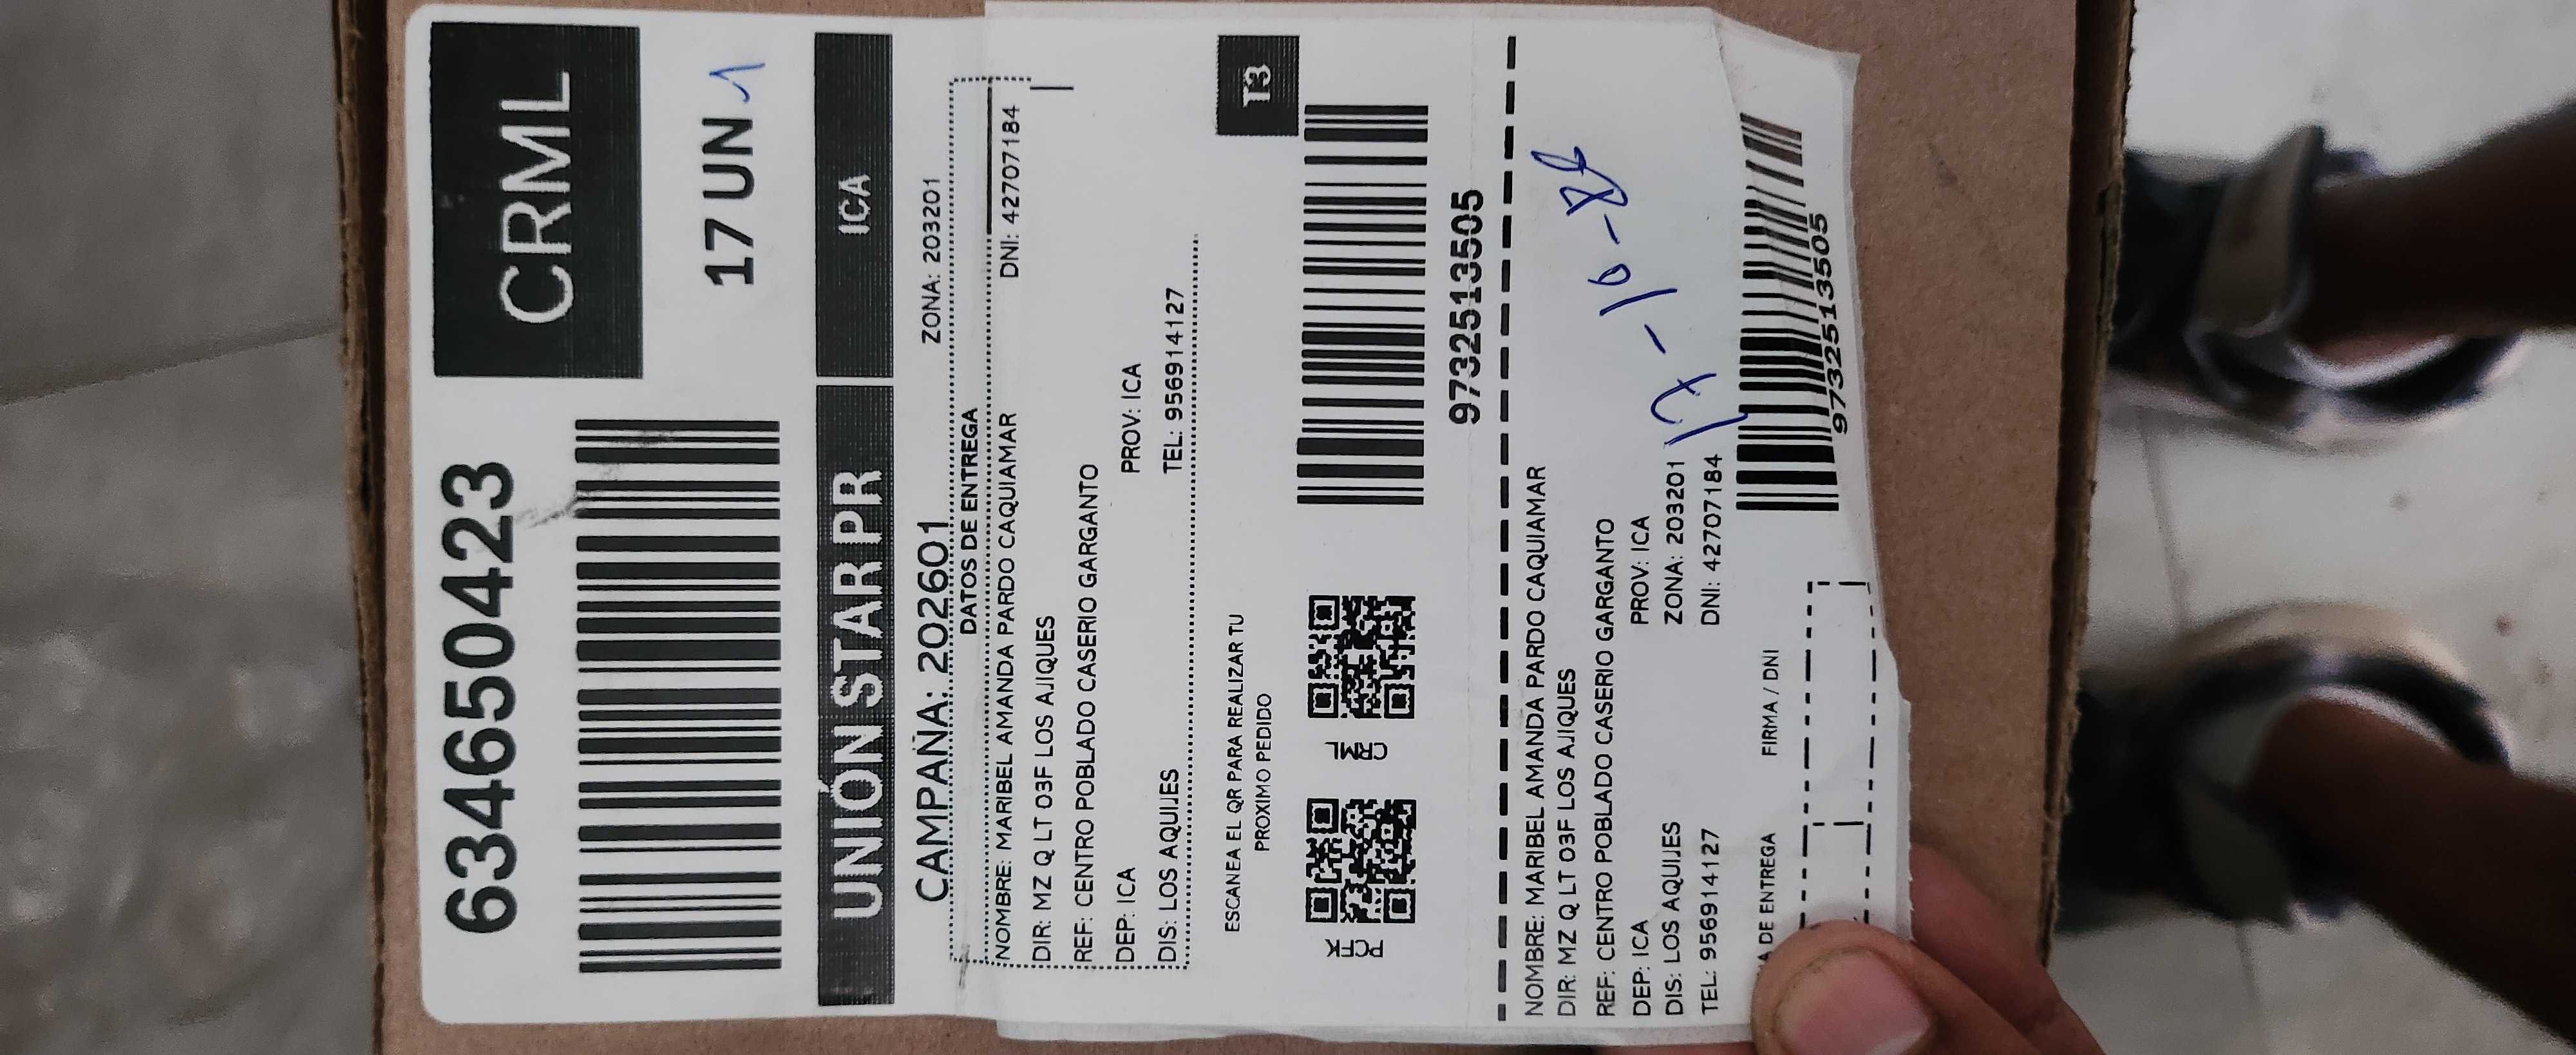 6346650423
CRML
17 UN
UNIÓN STAR PR
ICA
CAMPAÑA: 202601
ZONA: 203201
DATOS DE ENTREGA
NOMBRE: MARIBEL AMANDA PARDO CAQUIAMAR
DNI: 42707184
DIR: MZ Q LT 03F LOS AJIQUES
REF: CENTRO POBLADO CASERIO GARGANTO
DEP: ICA
PROV: ICA
DIS: LOS AQUIJES
TEL: 956914127
ESCANEA EL QR PARA REALIZAR TU
PROXIMO PEDIDO
T3
PCFK
CRML
9732513505
NOMBRE: MARIBEL AMANDA PARDO CAQUIAMAR
DIR: MZ Q LT 03F LOS AJIQUES
REF: CENTRO POBLADO CASERIO GARGANTO
DEP: ICA
PROV: ICA
DIS: LOS AQUIJES
ZONA: 203201
TEL: 956914127
DNI: 42707184
DE ENTREGA
FIRMA / DNI
9732513505